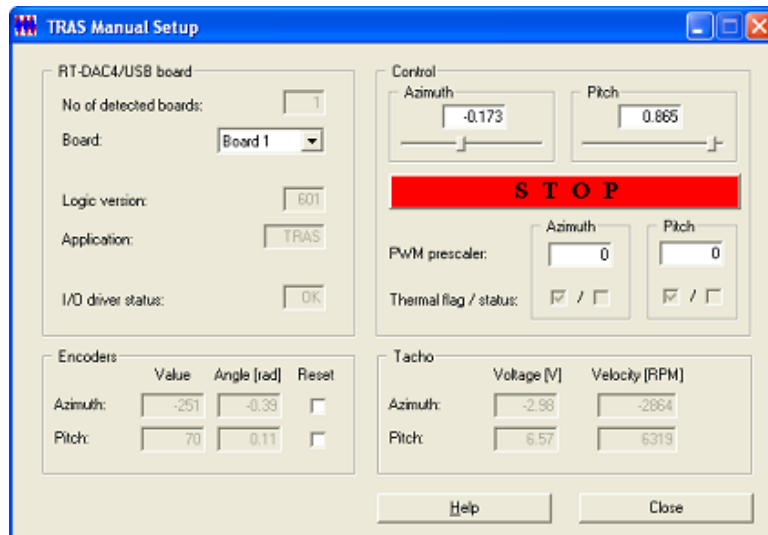 TRAS Manual Setup
RT-DAC4/USB board
No of detected boards: 1
Board: Board 1
Logic version: 601
Application: TRAS
I/O driver status: OK
Control
Azimuth Pitch
-0.173 0.865
S T O P
Azimuth Pitch
PWM prescaler: 0 0
Thermal flag / status: / /
Encoders
Value Angle [rad] Reset
Azimuth: -251 -0.39
Pitch: 70 0.11
Tacho
Voltage [V] Velocity [RPM]
Azimuth: -2.98 -2864
Pitch: 6.57 6319
Help Close